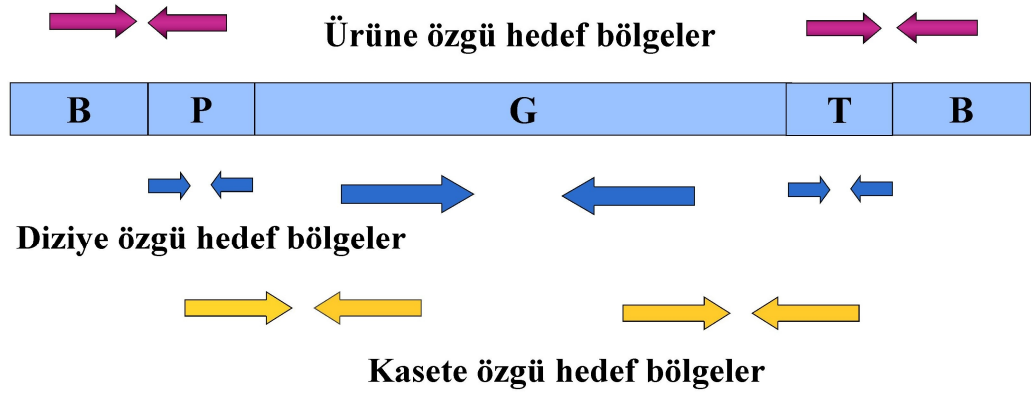 Ürüne özgü hedef bölgeler
B P G T B
Diziye özgü hedef bölgeler
Kasete özgü hedef bölgeler